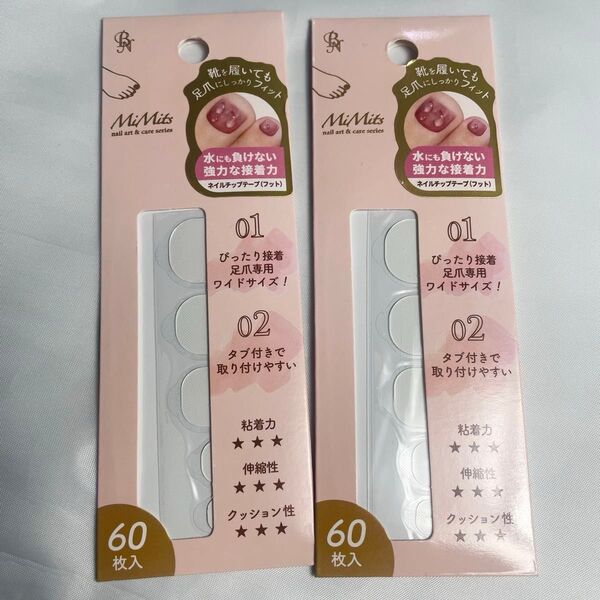 BN
靴を履いても
足爪にしっかりフィット
MiMits
nail art & care series
水にも負けない
強力な接着力
ネイルチップテープ(フット)
01
ぴったり接着
足爪専用
ワイドサイズ!
02
タブ付きで
取り付けやすい
粘着力
★★★
伸縮性
★★★
クッション性
★★★
60
枚入
BN
靴を履いても
足爪にしっかりフィット
MiMits
nail art & care series
水にも負けない
強力な接着力
ネイルチップテープ(フット)
01
ぴったり接着
足爪専用
ワイドサイズ!
02
タブ付きで
取り付けやすい
粘着力
★★★
伸縮性
★★★
クッション性
★★★
60
枚入